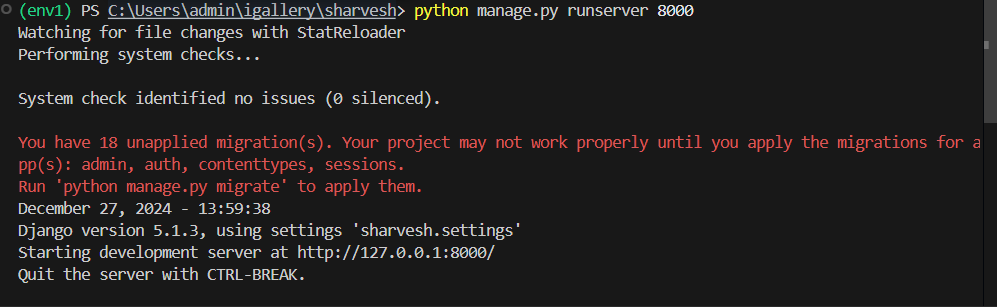 (env1) PS C:\Users\admin\igallery\sharvesh> python manage.py runserver 8000
Watching for file changes with StatReloader
Performing system checks...
System check identified no issues (0 silenced).
You have 18 unapplied migration(s). Your project may not work properly until you apply the migrations for a
pp(s): admin, auth, contenttypes, sessions.
Run 'python manage.py migrate' to apply them.
December 27, 2024 - 13:59:38
Django version 5.1.3, using settings 'sharvesh.settings'
Starting development server at http://127.0.0.1:8000/
Quit the server with CTRL-BREAK.